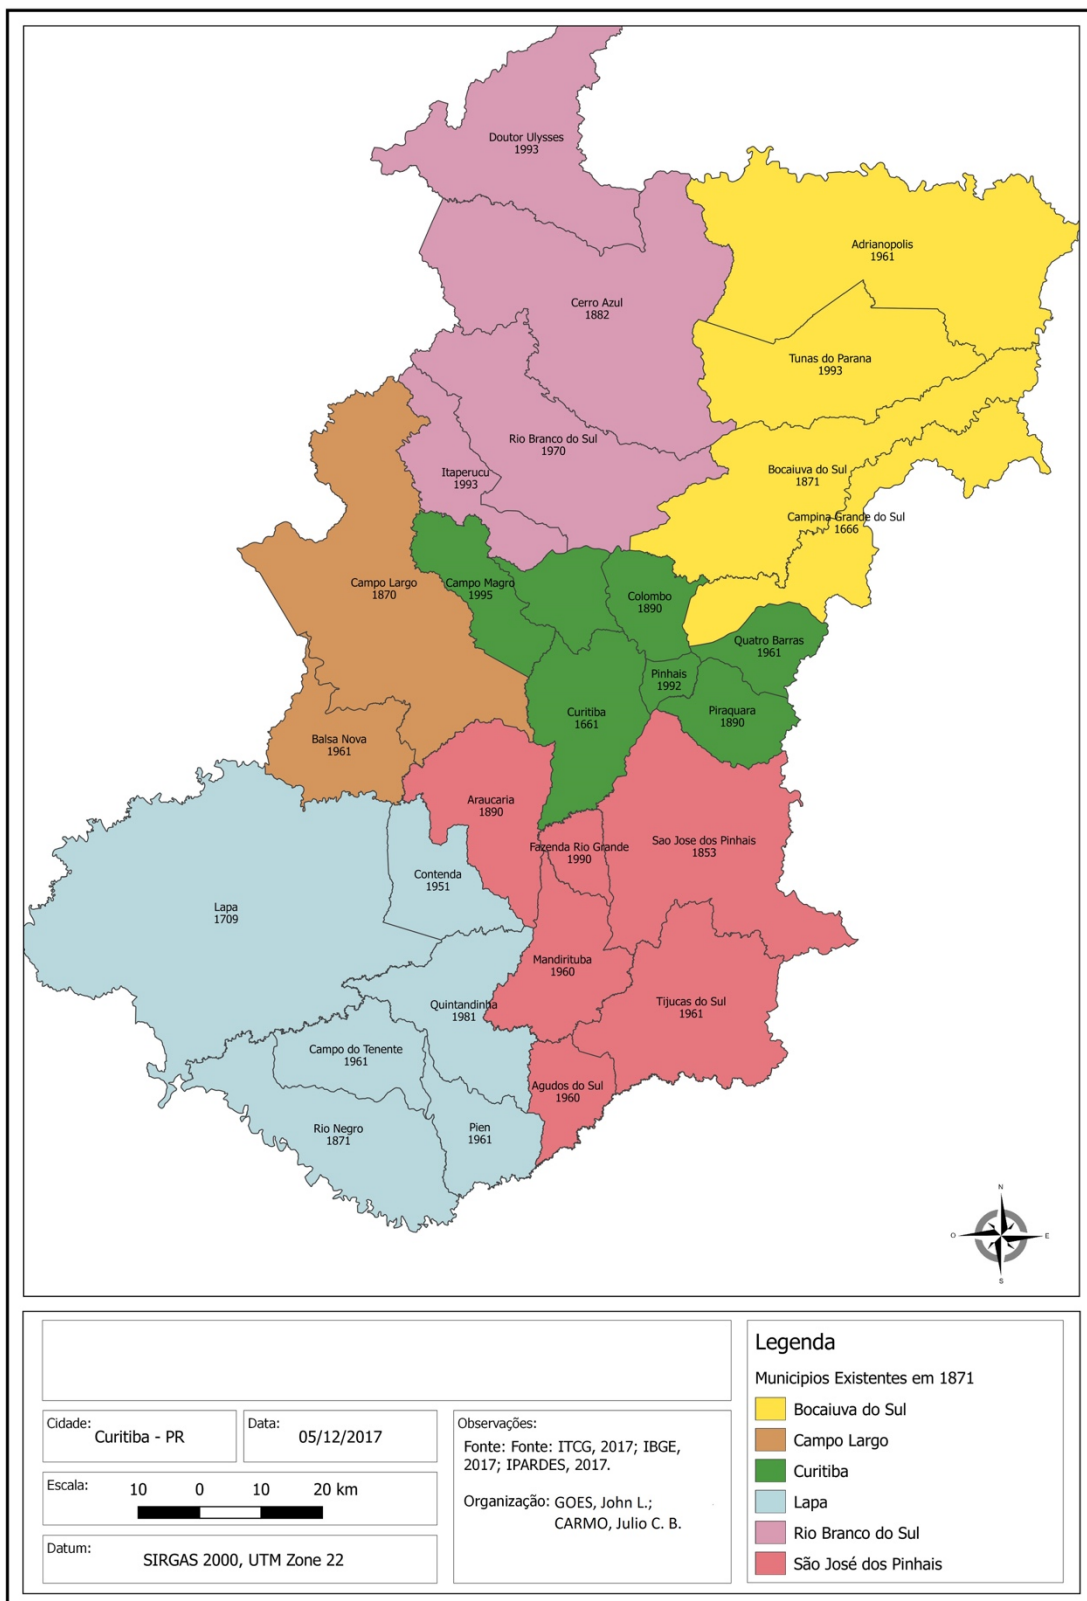 Doutor Ulysses
1993
Adrianopolis
1961
Cerro Azul
1882
Tunas do Parana
1993
Rio Branco do Sul
1970
Itaperucu
1993
Bocaiuva do Sul
1871
Campina Grande do Sul
1666
Campo Largo
1870
Campo Magro
1995
Colombo
1890
Quatro Barras
1961
Pinhais
1992
Piraquara
1890
Curitiba
1661
Balsa Nova
1961
Araucaria
1890
Fazenda Rio Grande
1990
Sao Jose dos Pinhais
1853
Contenda
1951
Lapa
1709
Mandirituba
1960
Quintandinha
1981
Tijucas do Sul
1961
Campo do Tenente
1961
Agudos do Sul
1960
Rio Negro
1871
Pien
1961
N
O
E
S
Cidade:
Curitiba - PR
Data:
05/12/2017
Escala:
10 0 10 20 km
Datum:
SIRGAS 2000, UTM Zone 22
Observações:
Fonte: Fonte: ITCG, 2017; IBGE,
2017; IPARDES, 2017.
Organização: GOES, John L.;
CARMO, Julio C. B.
Legenda
Municipios Existentes em 1871
Bocaiuva do Sul
Campo Largo
Curitiba
Lapa
Rio Branco do Sul
São José dos Pinhais